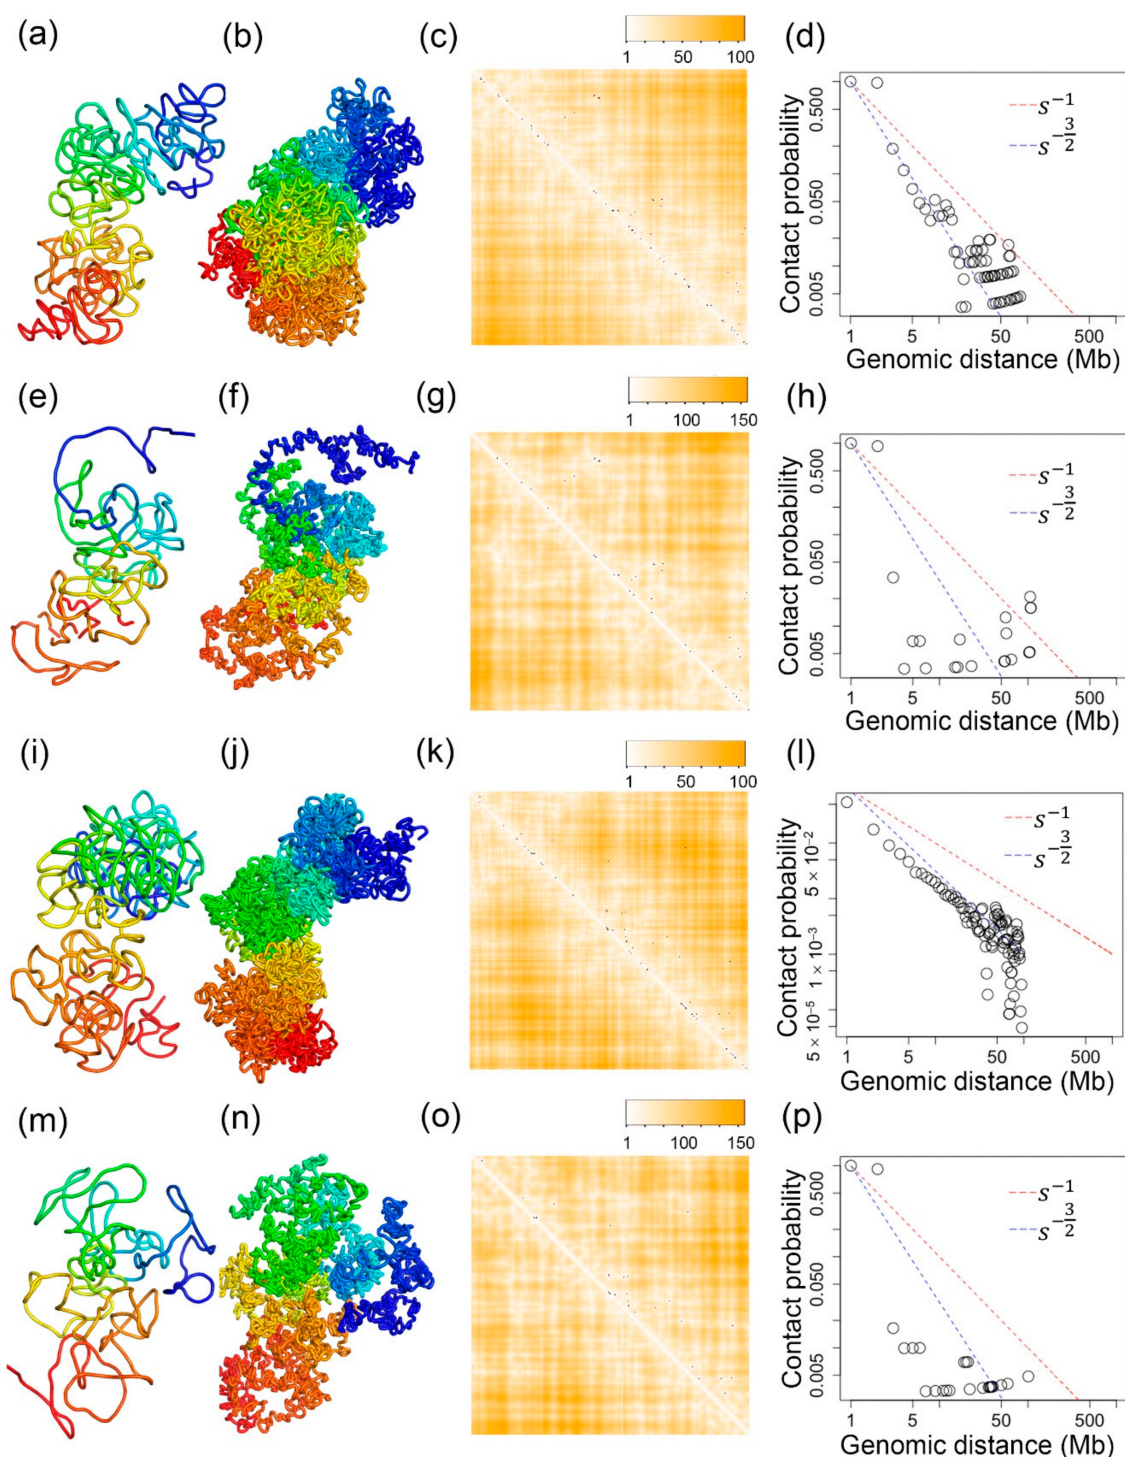 (a)
(b)
(c)
1 50 100
(d)
s^-1
s^-3/2
Contact probability
0.500
0.050
0.005
1 5 50 500
Genomic distance (Mb)
(e)
(f)
(g)
1 100 150
(h)
s^-1
s^-3/2
Contact probability
0.500
0.050
0.005
1 5 50 500
Genomic distance (Mb)
(i)
(j)
(k)
1 50 100
(l)
s^-1
s^-3/2
Contact probability
5 × 10^-2
1 × 10^-3
5 × 10^-5
1 5 50 500
Genomic distance (Mb)
(m)
(n)
(o)
1 100 150
(p)
s^-1
s^-3/2
Contact probability
0.500
0.050
0.005
1 5 50 500
Genomic distance (Mb)